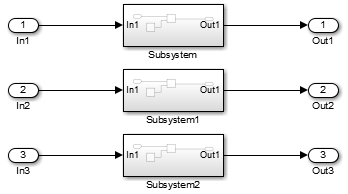 1 In1 Out1 1
In1 Subsystem Out1
2 In1 Out1 2
In2 Subsystem1 Out2
3 In1 Out1 3
In3 Subsystem2 Out3